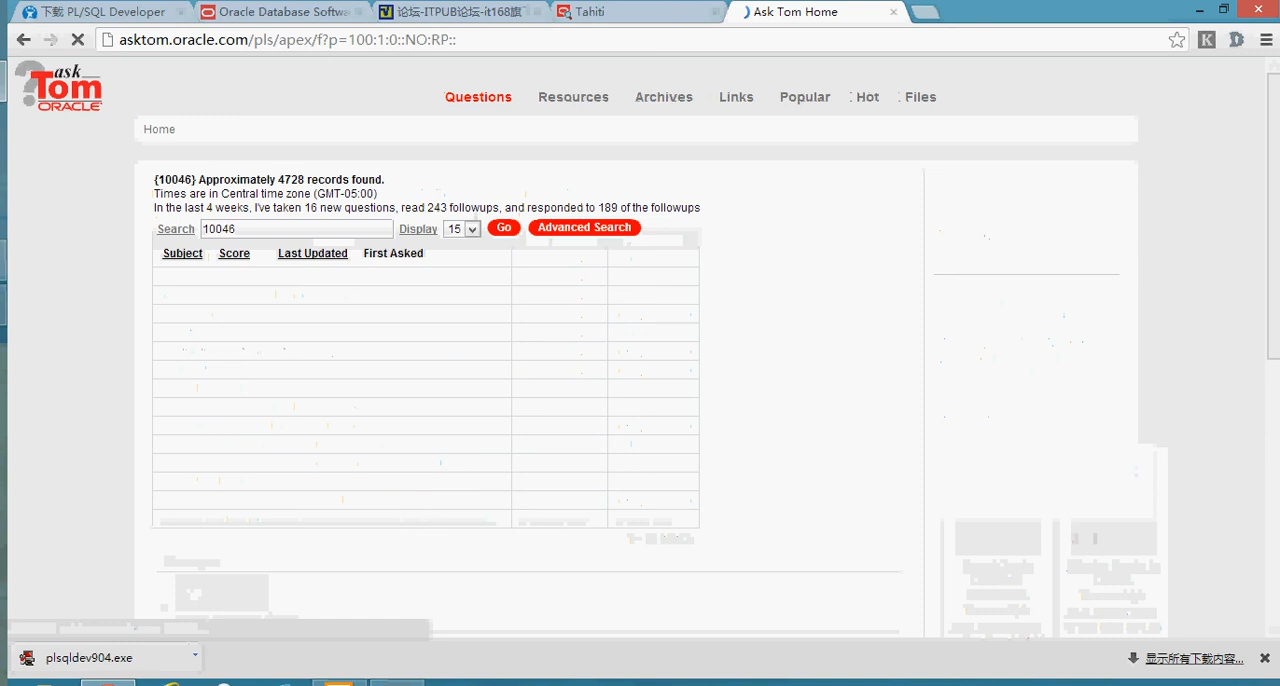 下载 PL/SQL Developer
Oracle Database Softwa
论坛-ITPUB论坛-it168旗
Tahiti
Ask Tom Home
asktom.oracle.com/pls/apex/f?p=100:1:0::NO:RP::
ask
Tom
ORACLE
Questions Resources Archives Links Popular Hot Files
Home
{10046} Approximately 4728 records found.
Times are in Central time zone (GMT-05:00)
In the last 4 weeks, I've taken 16 new questions, read 243 followups, and responded to 189 of the followups
Search 10046 Display 15 Go Advanced Search
Subject Score Last Updated First Asked
plsqldev904.exe
显示所有下载内容...